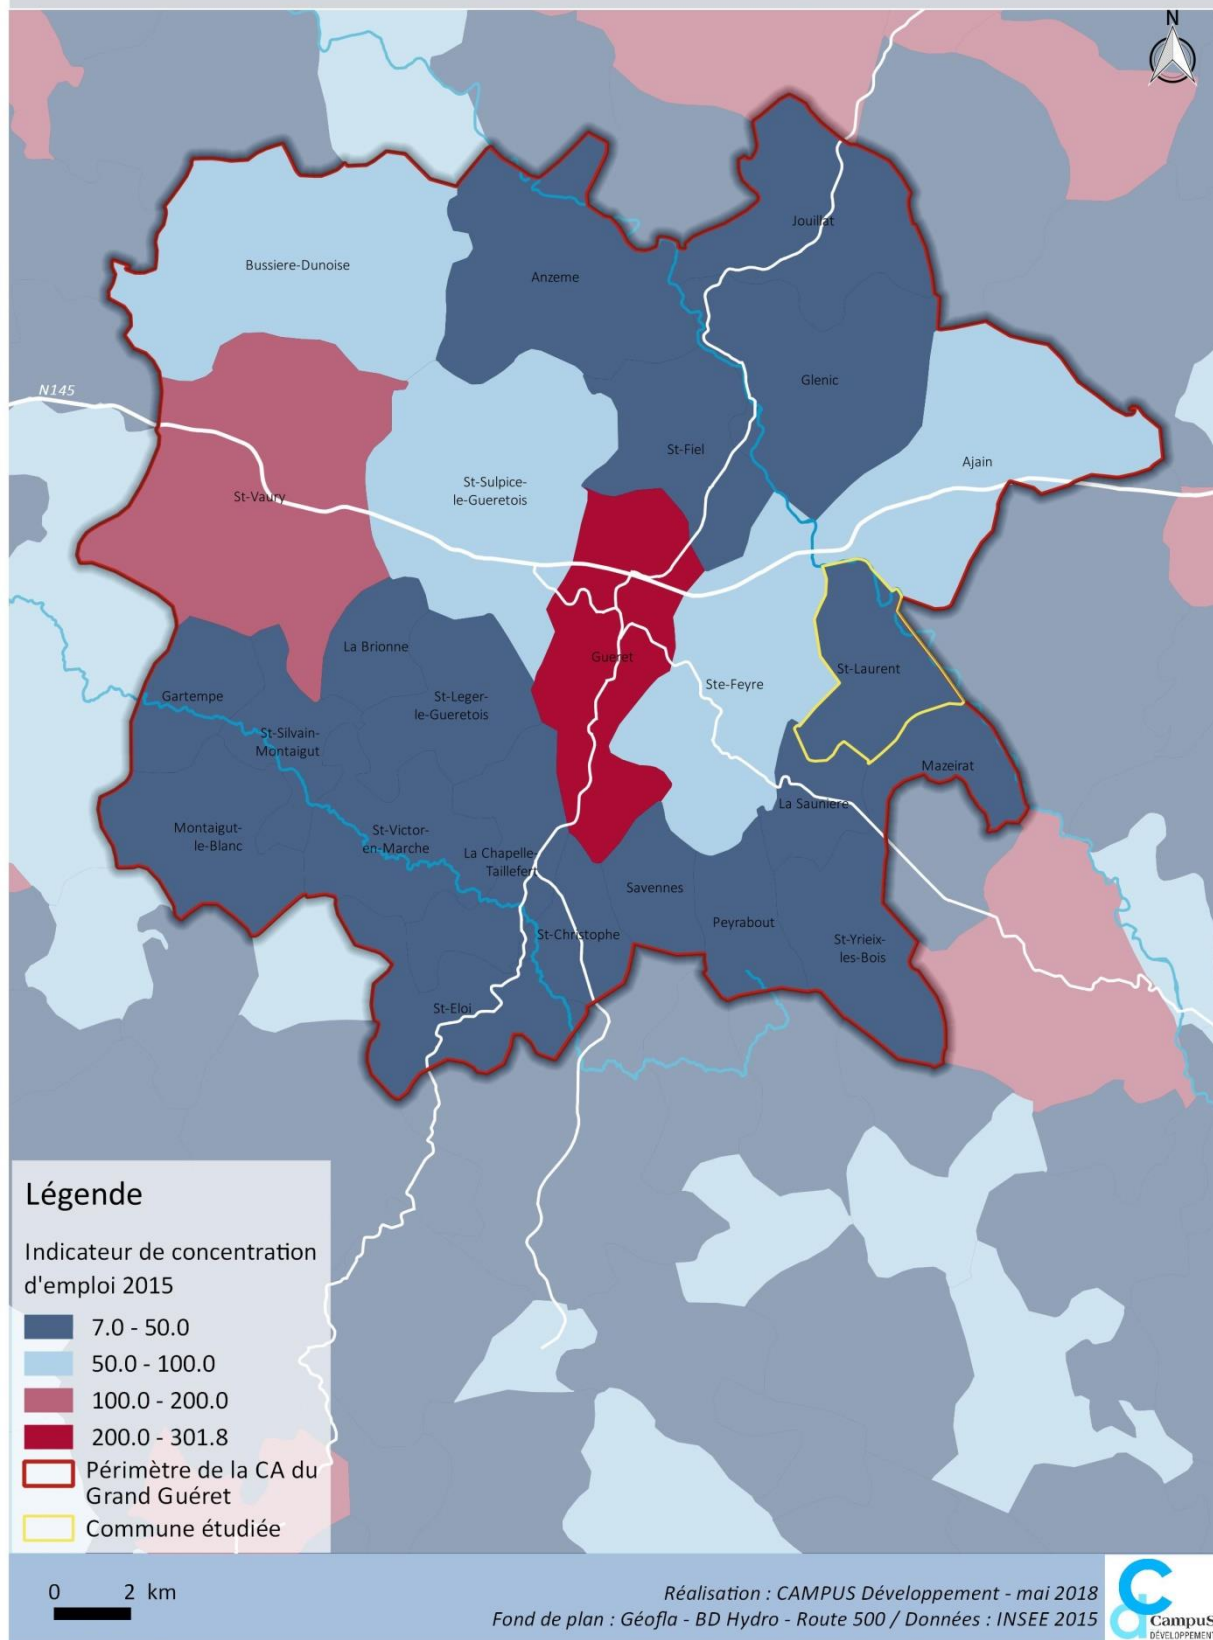 N
Jouillat
Bussiere-Dunoise
Anzeme
Glenic
N145
St-Fiel
Ajain
St-Sulpice-
le-Gueretois
St-Vaury
La Brionne
Gueret
St-Laurent
Ste-Feyre
Gartempe
St-Leger-
le-Gueretois
St-Silvain-
Montaigut
Mazeirat
La Sauniere
Montaigut-
le-Blanc
St-Victor-
en-Marche
La Chapelle-
Taillefert
Savennes
Peyrabout
St-Christophe
St-Yrieix-
les-Bois
St-Eloi
Légende
Indicateur de concentration
d'emploi 2015
7.0 - 50.0
50.0 - 100.0
100.0 - 200.0
200.0 - 301.8
Périmètre de la CA du
Grand Guéret
Commune étudiée
0 2 km
Réalisation : CAMPUS Développement - mai 2018
Fond de plan : Géofla - BD Hydro - Route 500 / Données : INSEE 2015
CampuS
DÉVELOPPEMENT